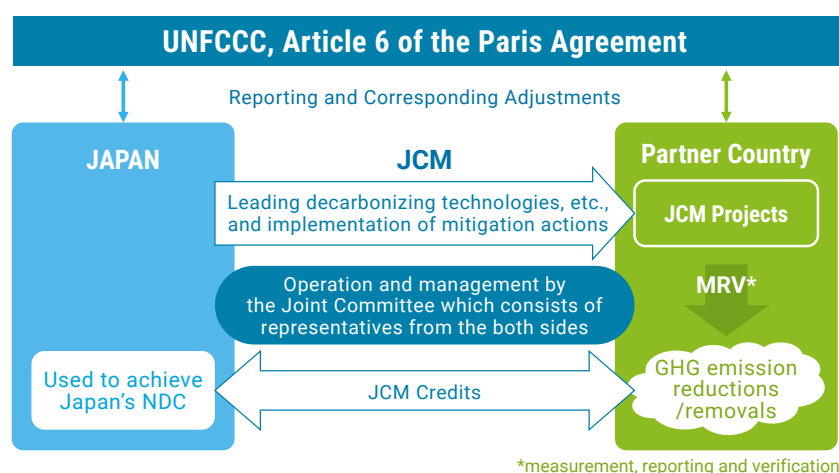 UNFCCC, Article 6 of the Paris Agreement
Reporting and Corresponding Adjustments
JAPAN
JCM
Partner Country
Leading decarbonizing technologies, etc.,
and implementation of mitigation actions
JCM Projects
Operation and management by
the Joint Committee which consists of
representatives from the both sides
MRV*
Used to achieve
Japan's NDC
JCM Credits
GHG emission
reductions
/removals
*measurement, reporting and verification